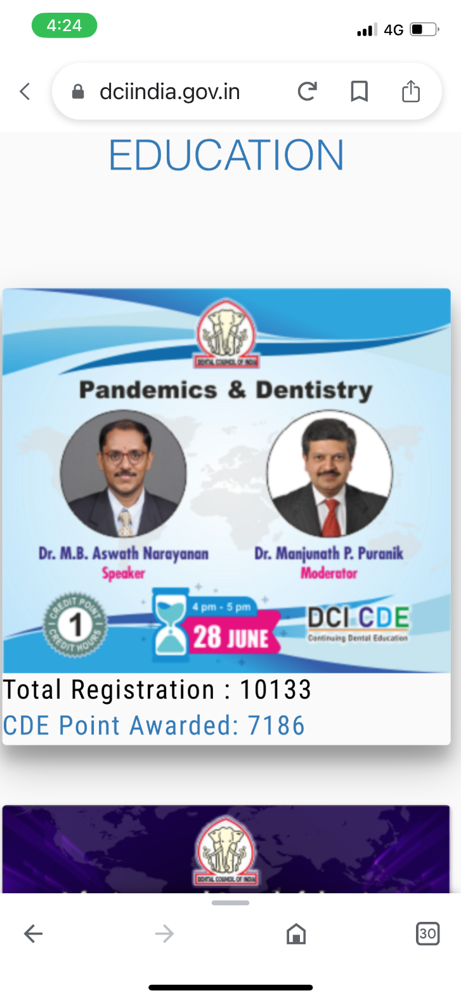 4:24
4G
dciindia.gov.in
EDUCATION
DENTAL COUNCIL OF INDIA
Pandemics & Dentistry
Dr. M.B. Aswath Narayanan
Speaker
Dr. Manjunath P. Puranik
Moderator
CREDIT POINT
1
CREDIT HOURS
4 pm - 5 pm
28 JUNE
DCI CDE
Continuing Dental Education
Total Registration : 10133
CDE Point Awarded: 7186
DENTAL COUNCIL OF INDIA
30